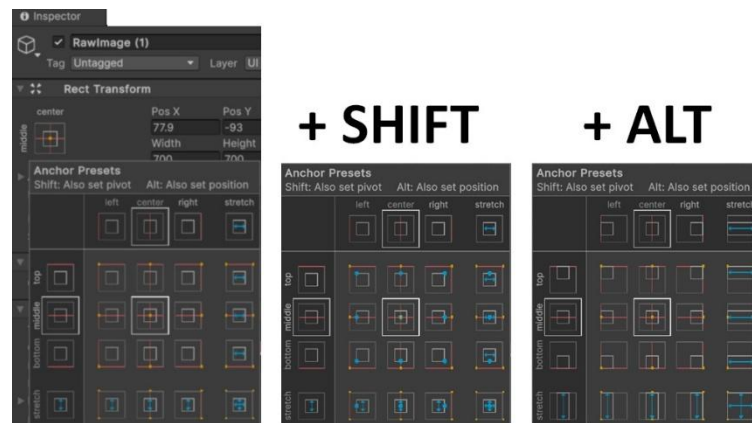 Inspector
RawImage (1)
Tag Untagged Layer UI
Rect Transform
center Pos X Pos Y
middle 77.9 -93
Width Height
700 700
Anchor Presets
Shift: Also set pivot Alt: Also set position
left center right stretch
top
middle
bottom
stretch
+ SHIFT
Anchor Presets
Shift: Also set pivot Alt: Also set position
left center right stretch
top
middle
bottom
stretch
+ ALT
Anchor Presets
Shift: Also set pivot Alt: Also set position
left center right stretch
top
middle
bottom
stretch